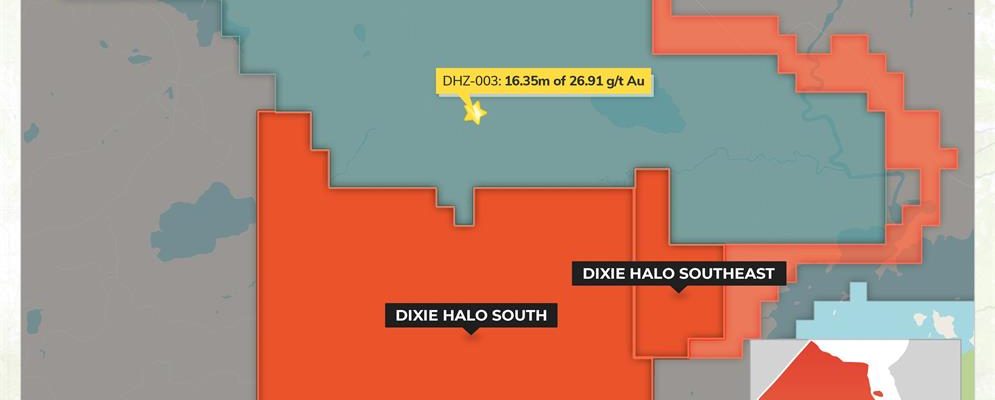 DHZ-003: 16.35m of 26.91 g/t Au
DIXIE HALO SOUTHEAST
DIXIE HALO SOUTH